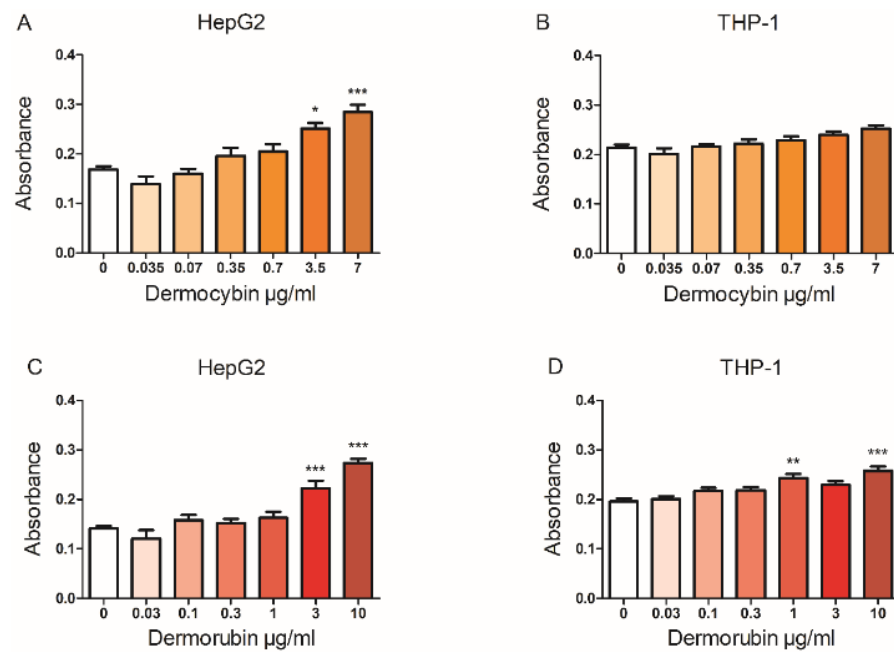 A
HepG2
Absorbance
0.4
0.3
0.2
0.1
0.0
*
***
0 0.035 0.07 0.35 0.7 3.5 7
Dermocybin µg/ml
B
THP-1
Absorbance
0.4
0.3
0.2
0.1
0.0
0 0.035 0.07 0.35 0.7 3.5 7
Dermocybin µg/ml
C
HepG2
Absorbance
0.4
0.3
0.2
0.1
0.0
***
***
0 0.03 0.1 0.3 1 3 10
Dermorubin µg/ml
D
THP-1
Absorbance
0.4
0.3
0.2
0.1
0.0
**
***
0 0.03 0.1 0.3 1 3 10
Dermorubin µg/ml